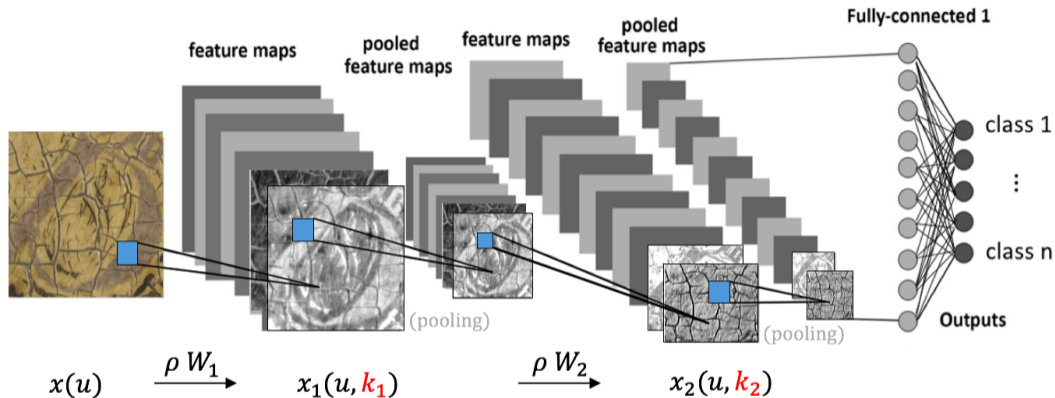 feature maps
pooled
feature maps
feature maps
pooled
feature maps
Fully-connected 1
class 1
⋮
class n
Outputs
(pooling)
(pooling)
x(u)
ρ W₁
x₁(u, k₁)
ρ W₂
x₂(u, k₂)